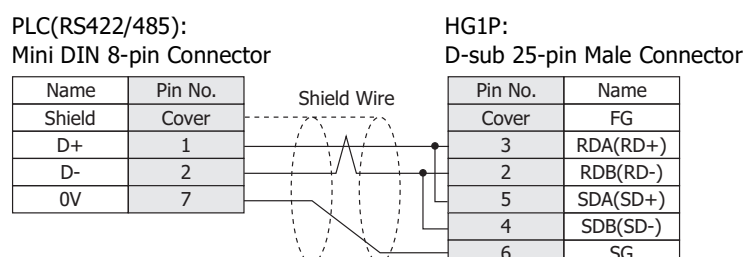 PLC(RS422/485): HG1P:
Mini DIN 8-pin Connector D-sub 25-pin Male Connector
Name Pin No. Shield Wire Pin No. Name
Shield Cover Cover FG
D+ 1 3 RDA(RD+)
D- 2 2 RDB(RD-)
0V 7 5 SDA(SD+)
4 SDB(SD-)
6 SG